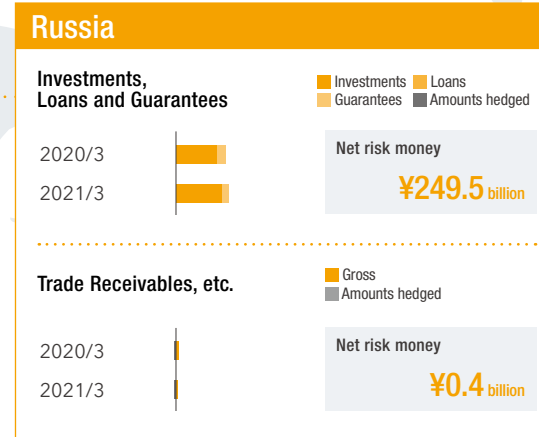 Russia
Investments,
Loans and Guarantees
Investments Loans
Guarantees Amounts hedged
2020/3
2021/3
Net risk money
¥249.5 billion
Trade Receivables, etc.
Gross
Amounts hedged
2020/3
2021/3
Net risk money
¥0.4 billion